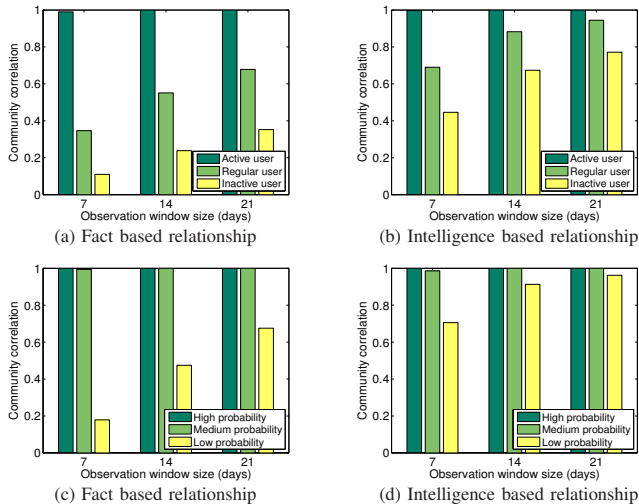 1
0.8
0.6
0.4
0.2
0
Community correlation
Active user
Regular user
Inactive user
7 14 21
Observation window size (days)
(a) Fact based relationship
1
0.8
0.6
0.4
0.2
0
Community correlation
Active user
Regular user
Inactive user
7 14 21
Observation window size (days)
(b) Intelligence based relationship
1
0.8
0.6
0.4
0.2
0
Community correlation
High probability
Medium probability
Low probability
7 14 21
Observation window size (days)
(c) Fact based relationship
1
0.8
0.6
0.4
0.2
0
Community correlation
High probability
Medium probability
Low probability
7 14 21
Observation window size (days)
(d) Intelligence based relationship